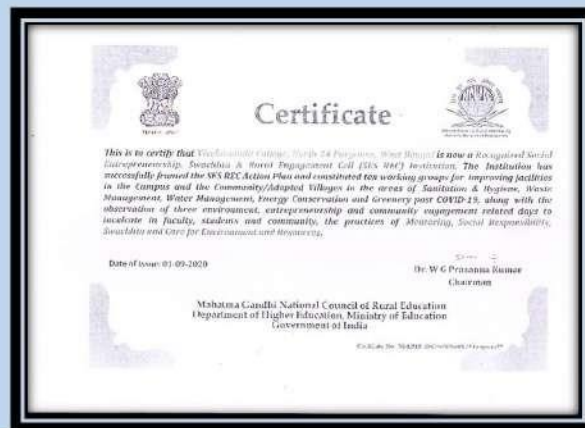 Certificate
This is to certify that Vivekananda College, North 24 Parganas, West Bengal is now a Recognized Social
Entrepreneurship, Swachhta & Rural Engagement Cell (SES REC) Institution. The Institution has
successfully framed the SES REC Action Plan and constituted ten working groups for improving facilities
in the Campus and the Community/Adopted Villages in the areas of Sanitation & Hygiene, Waste
Management, Water Management, Energy Conservation and Greenery post COVID-19, along with the
observation of three environment, entrepreneurship and community engagement related days to
inculcate in faculty, students and community, the practices of Mentoring, Social Responsibility,
Swachhta and Care for Environment and Resources.
Date of Issue: 01-09-2020
Dr. W G Prasanna Kumar
Chairman
Mahatma Gandhi National Council of Rural Education
Department of Higher Education, Ministry of Education
Government of India